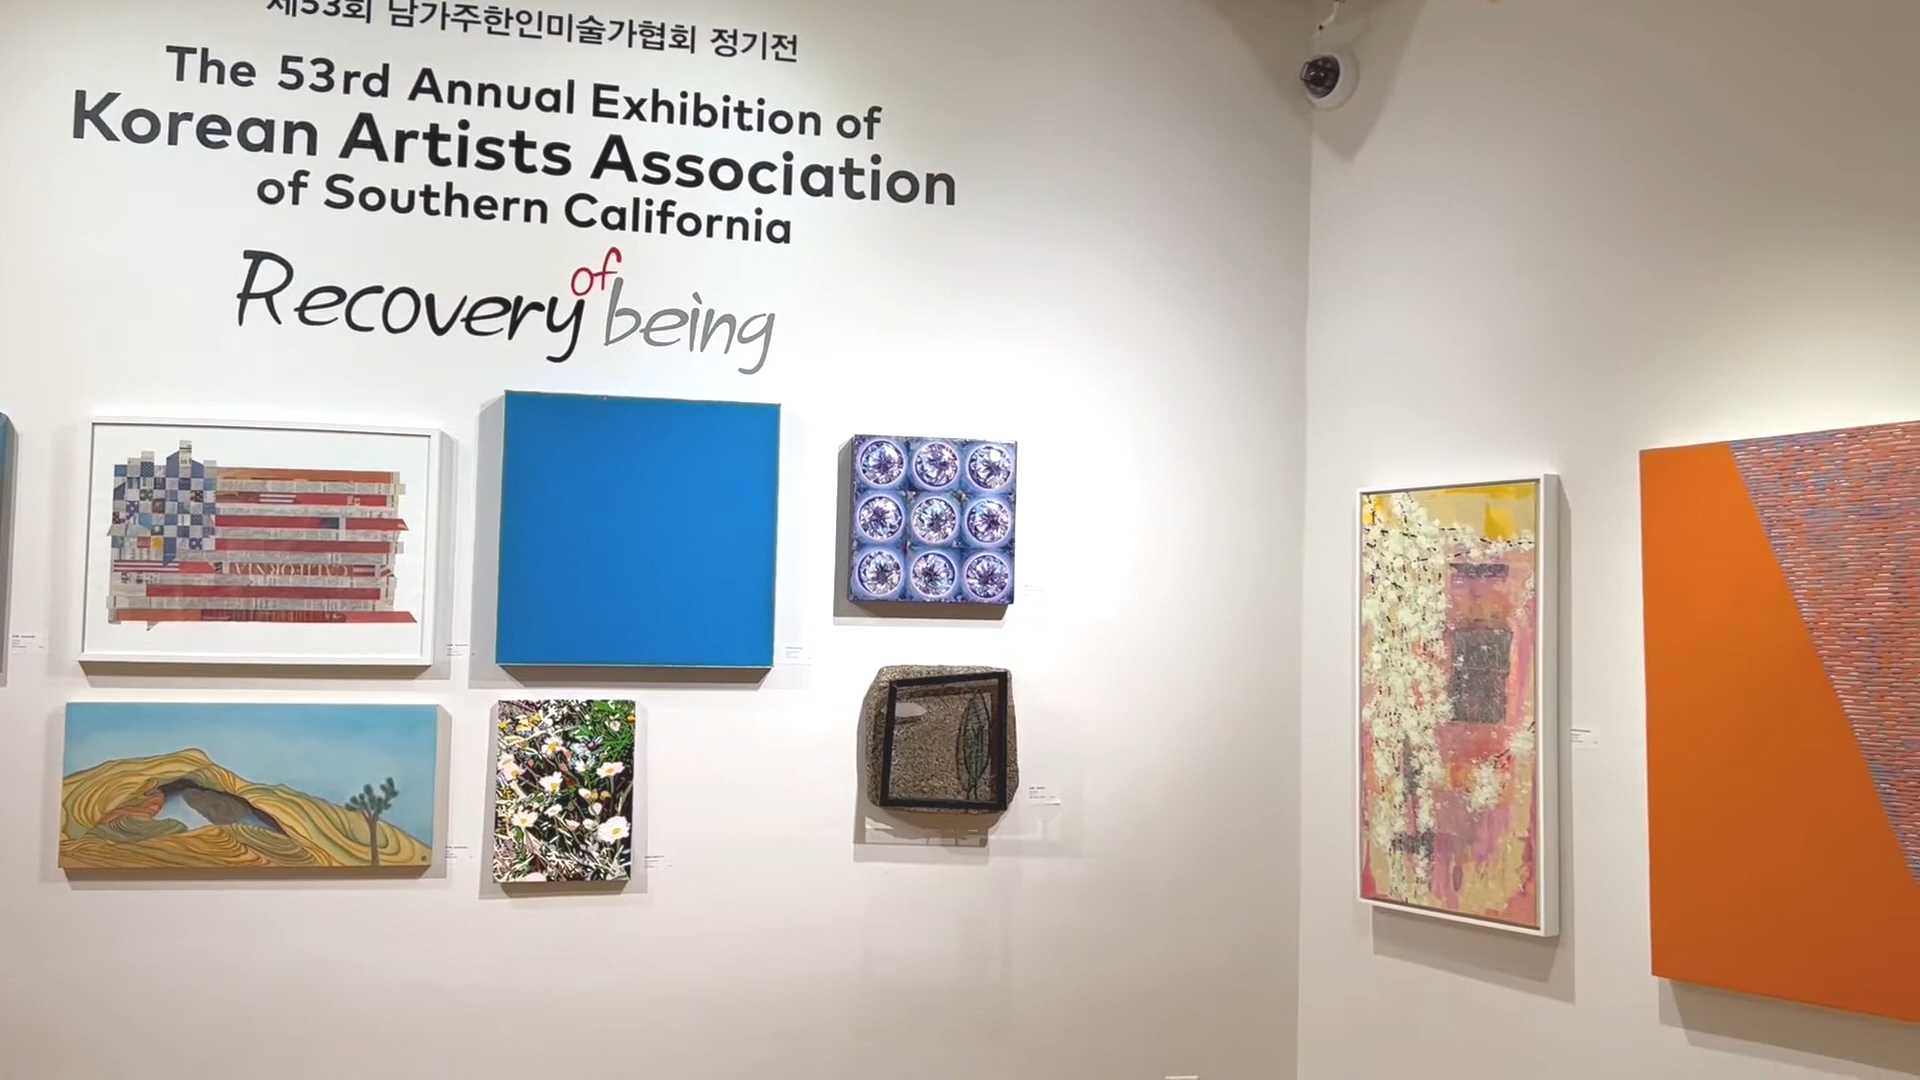 제53회 남가주한인미술가협회 정기전
The 53rd Annual Exhibition of
Korean Artists Association
of Southern California
Recovery of being
CALIFORNIA